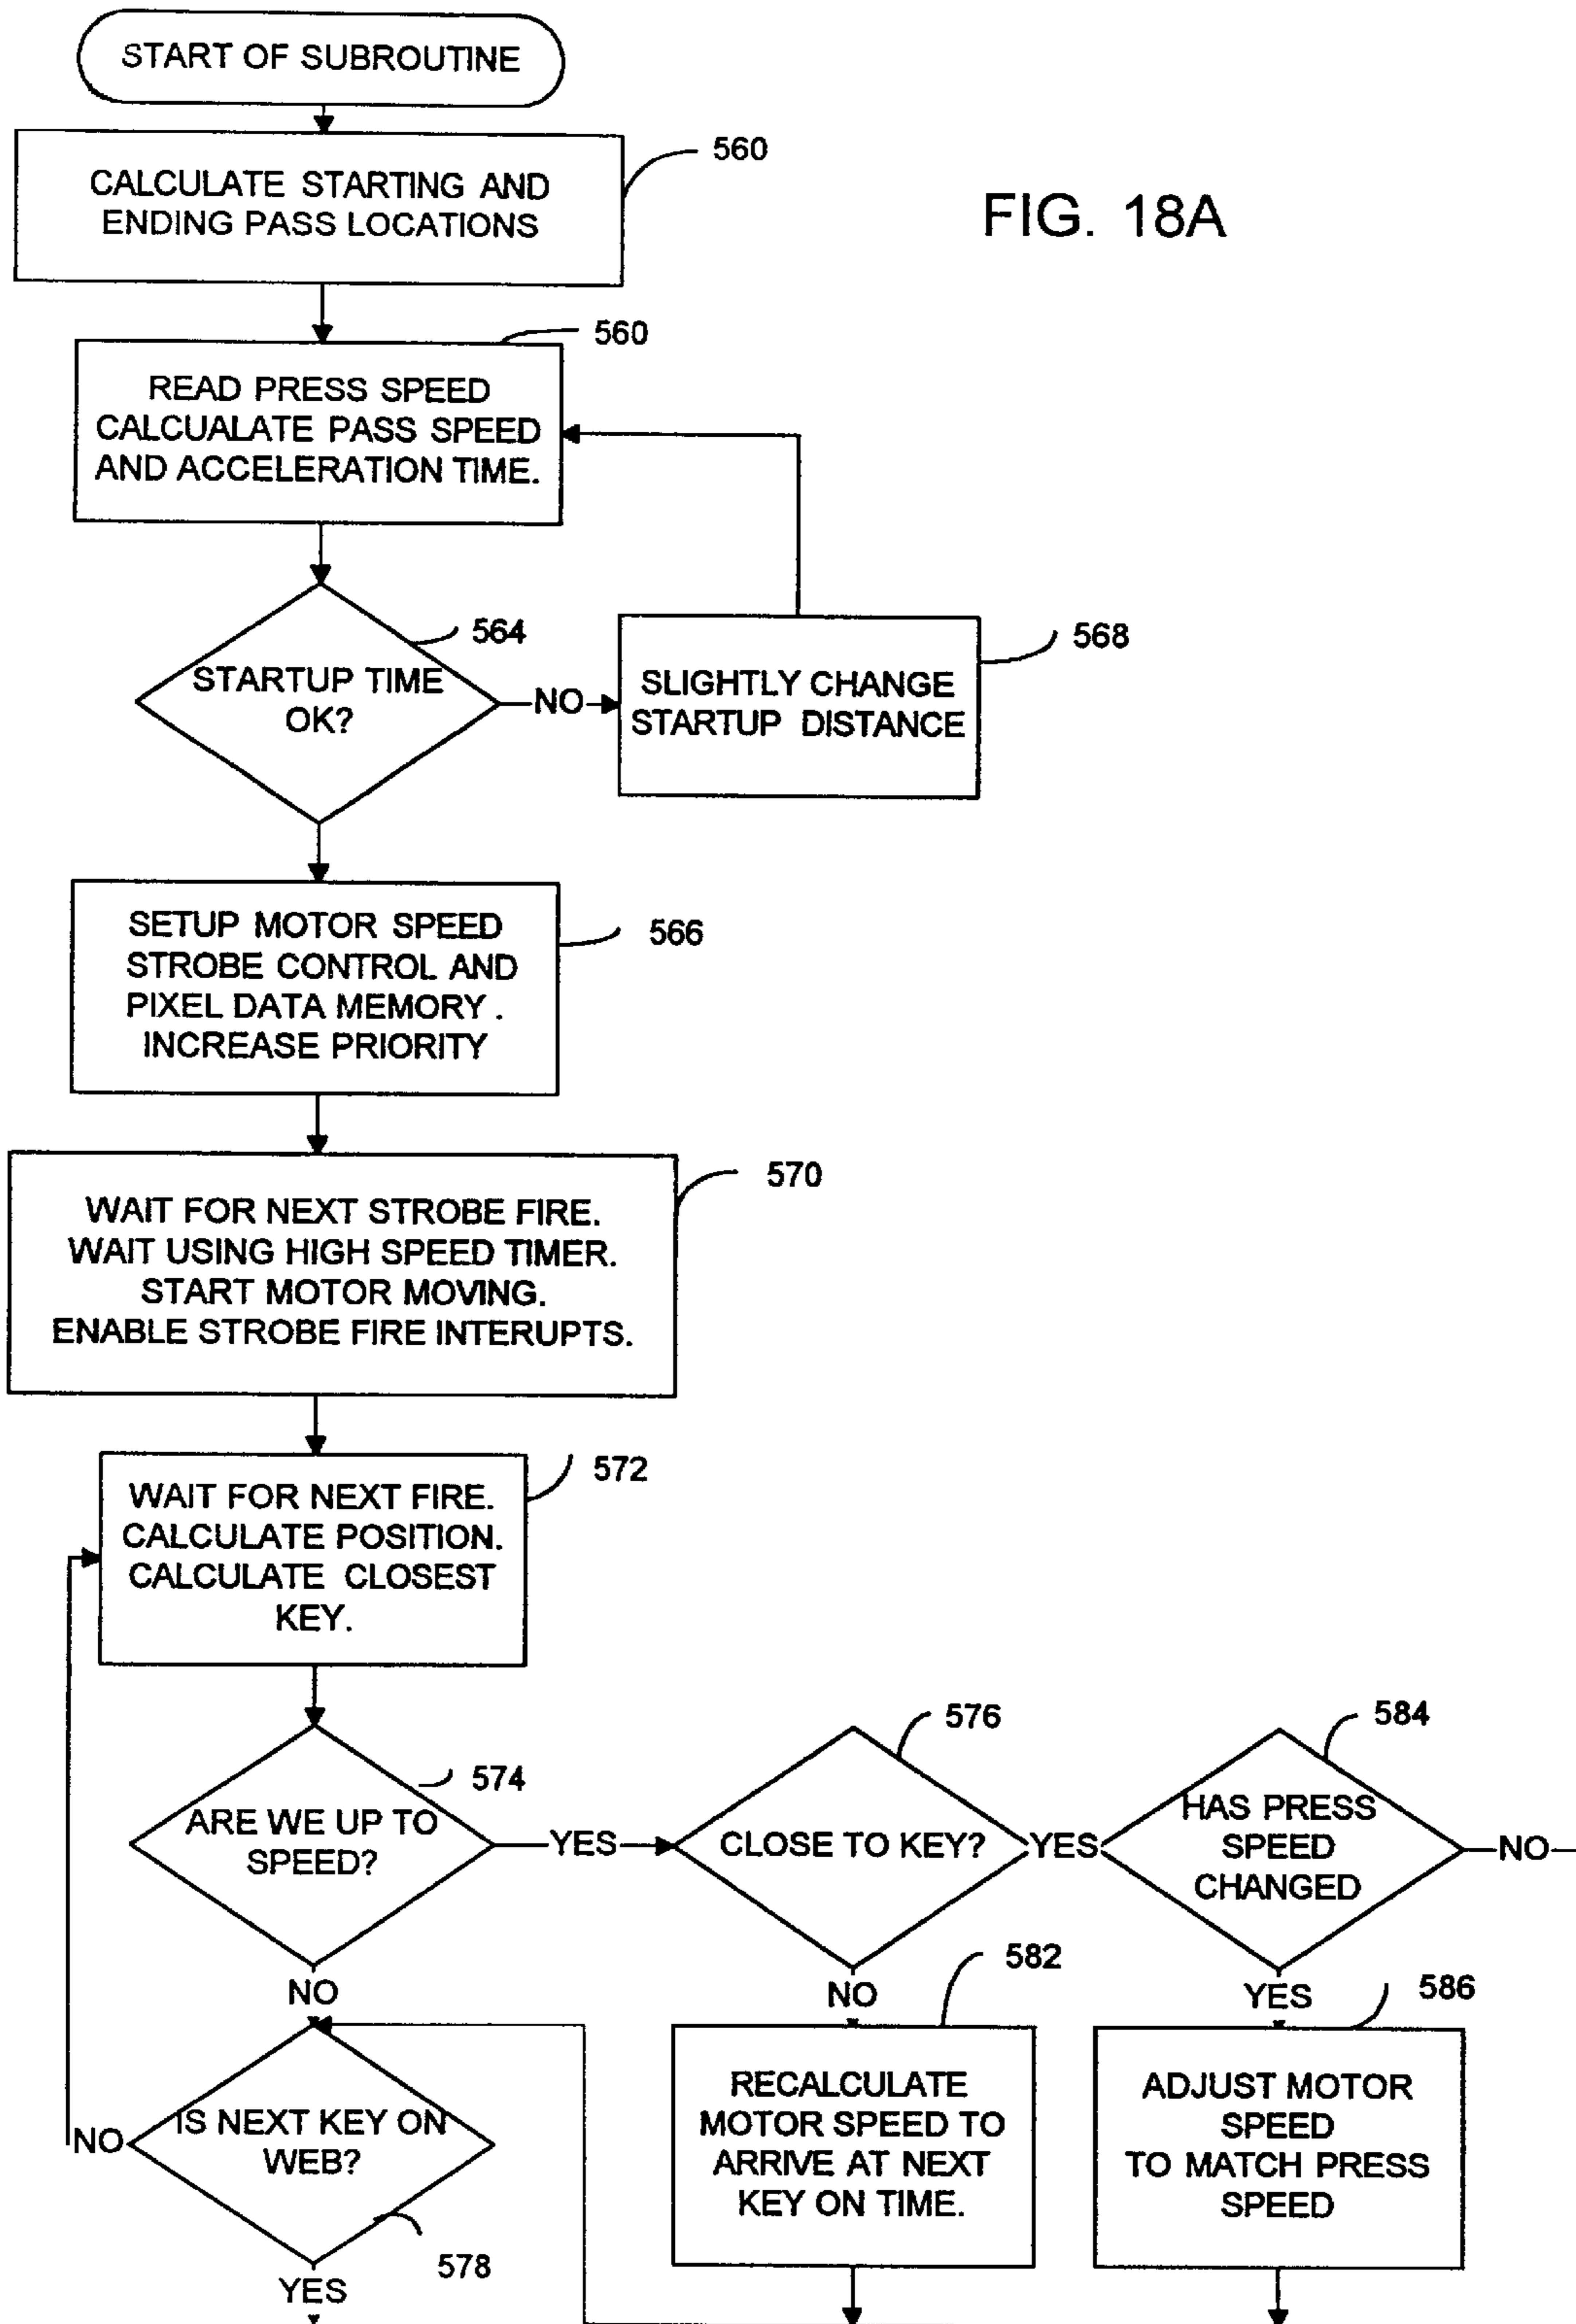 START OF SUBROUTINE
560
CALCULATE STARTING AND
ENDING PASS LOCATIONS
FIG. 18A
560
READ PRESS SPEED
CALCUALATE PASS SPEED
AND ACCELERATION TIME.
564
STARTUP TIME
OK?
NO
568
SLIGHTLY CHANGE
STARTUP DISTANCE
SETUP MOTOR SPEED
STROBE CONTROL AND
PIXEL DATA MEMORY.
INCREASE PRIORITY
566
570
WAIT FOR NEXT STROBE FIRE.
WAIT USING HIGH SPEED TIMER.
START MOTOR MOVING.
ENABLE STROBE FIRE INTERUPTS.
572
WAIT FOR NEXT FIRE.
CALCULATE POSITION.
CALCULATE CLOSEST
KEY.
574
ARE WE UP TO
SPEED?
YES
576
CLOSE TO KEY?
YES
584
HAS PRESS
SPEED
CHANGED
NO
NO
NO
582
YES
586
IS NEXT KEY ON
WEB?
NO
578
YES
RECALCULATE
MOTOR SPEED TO
ARRIVE AT NEXT
KEY ON TIME.
ADJUST MOTOR
SPEED
TO MATCH PRESS
SPEED